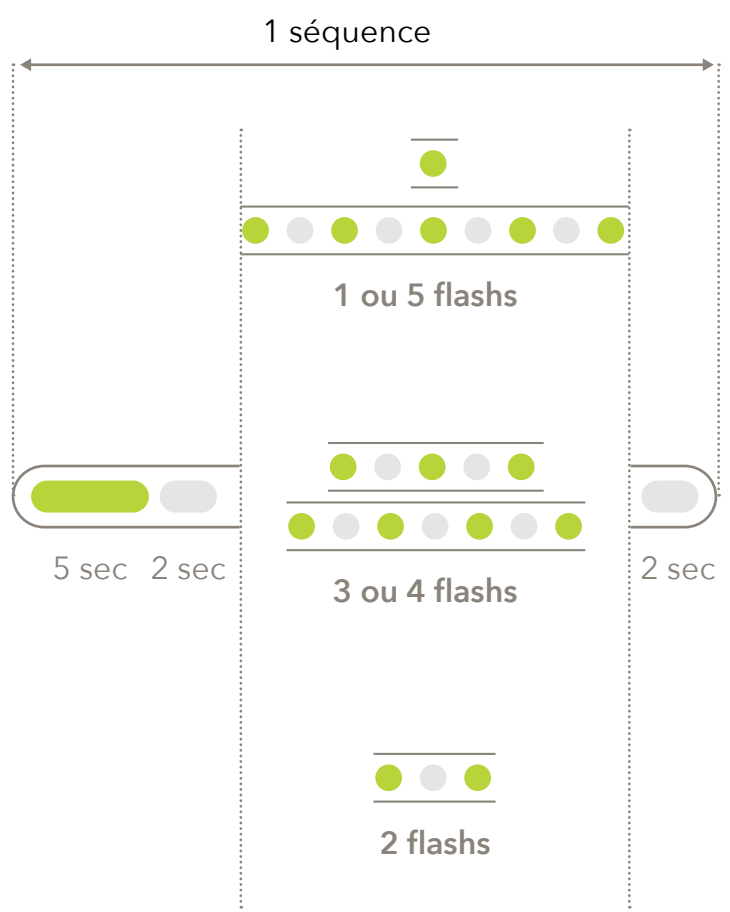 1 séquence
1 ou 5 flashs
5 sec 2 sec
2 sec
3 ou 4 flashs
2 flashs